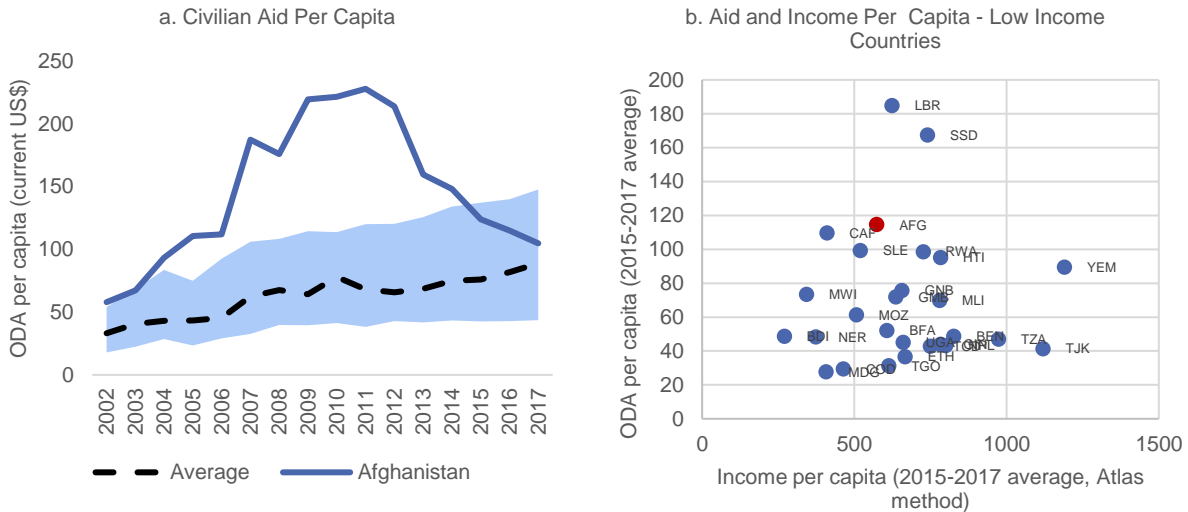 a. Civilian Aid Per Capita
ODA per capita (current US$)
250
200
150
100
50
0
2002
2003
2004
2005
2006
2007
2008
2009
2010
2011
2012
2013
2014
2015
2016
2017
Average
Afghanistan
b. Aid and Income Per Capita - Low Income
Countries
ODA per capita (2015-2017 average)
200
180
160
140
120
100
80
60
40
20
0
LBR
SSD
AFG
CAF
SLE
RWA
HTI
YEM
MWI
GNB
GMB
MLI
MOZ
BFA
BDI
NER
UGA
BEN
TZA
TJK
ETH
TGO
MDG
COD
0
500
1000
1500
Income per capita (2015-2017 average, Atlas
method)